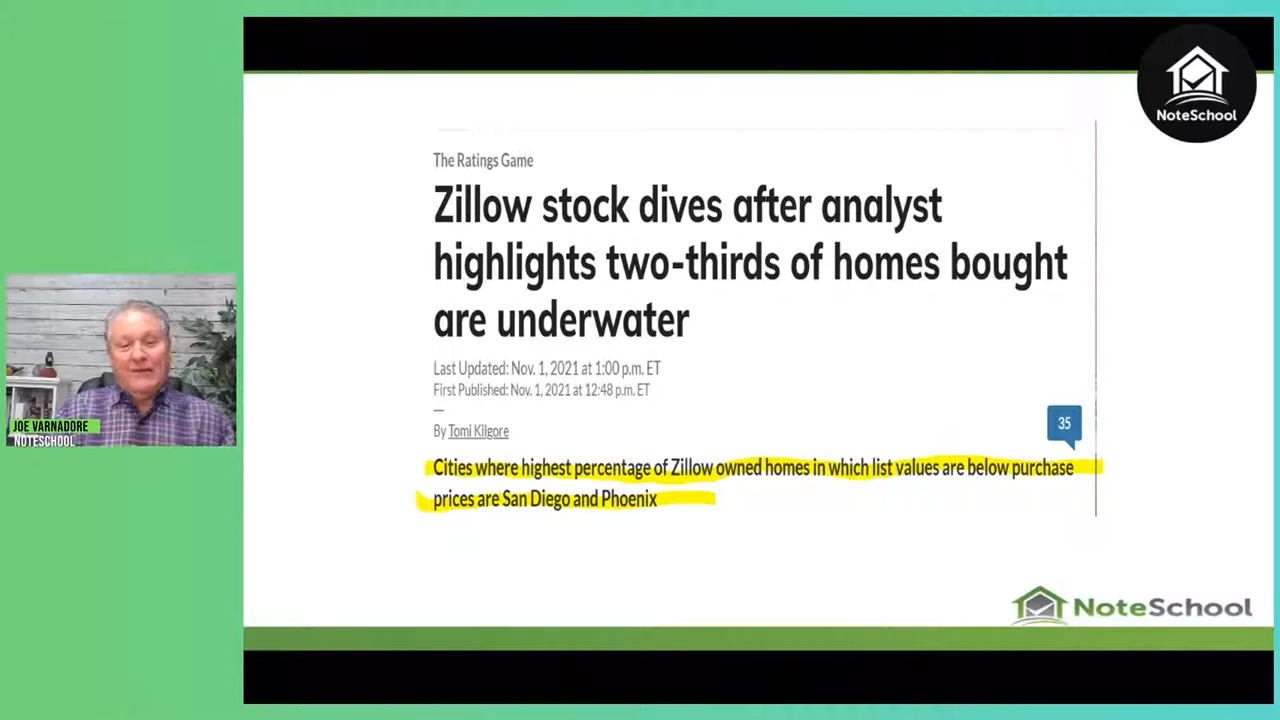 NoteSchool
The Ratings Game
Zillow stock dives after analyst
highlights two-thirds of homes bought
are underwater
Last Updated: Nov. 1, 2021 at 1:00 p.m. ET
First Published: Nov. 1, 2021 at 12:48 p.m. ET
By Tomi Kilgore
35
Cities where highest percentage of Zillow owned homes in which list values are below purchase
prices are San Diego and Phoenix
JOE VARNADORE
NOTESCHOOL
NoteSchool